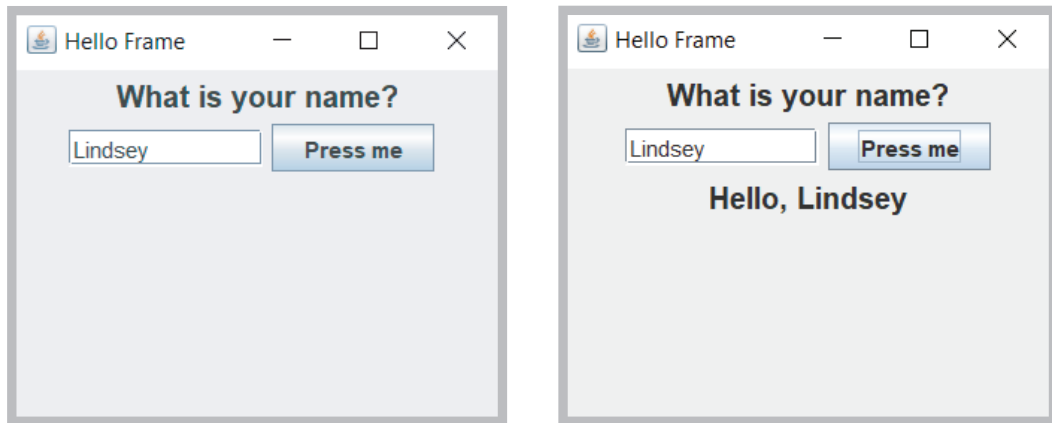 Hello Frame
What is your name?
Lindsey Press me
Hello Frame
What is your name?
Lindsey Press me
Hello, Lindsey